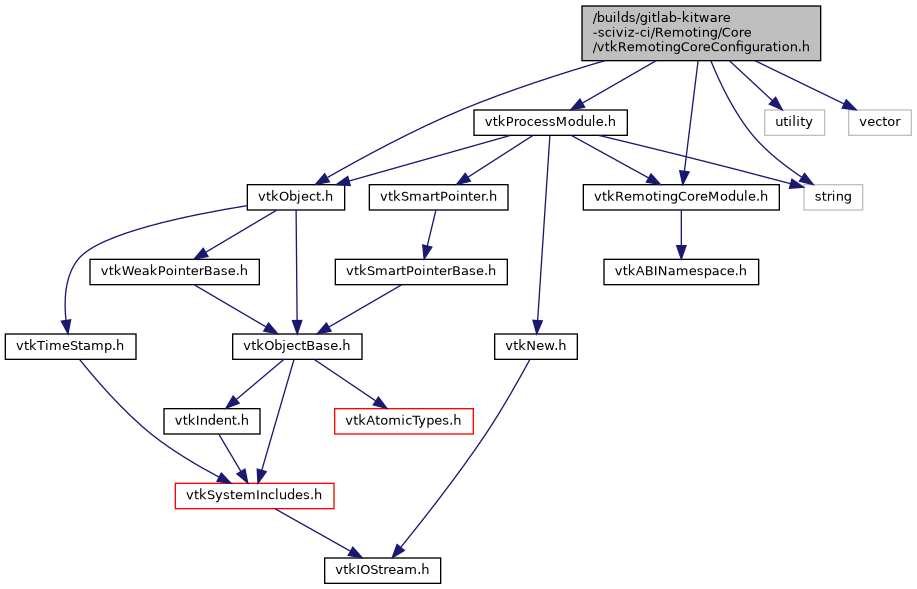 /builds/gitlab-kitware
-sciviz-ci/Remoting/Core
/vtkRemotingCoreConfiguration.h
vtkProcessModule.h
utility
vector
vtkObject.h
vtkSmartPointer.h
vtkRemotingCoreModule.h
string
vtkWeakPointerBase.h
vtkSmartPointerBase.h
vtkABINamespace.h
vtkTimeStamp.h
vtkObjectBase.h
vtkNew.h
vtkIndent.h
vtkAtomicTypes.h
vtkSystemIncludes.h
vtkIOStream.h